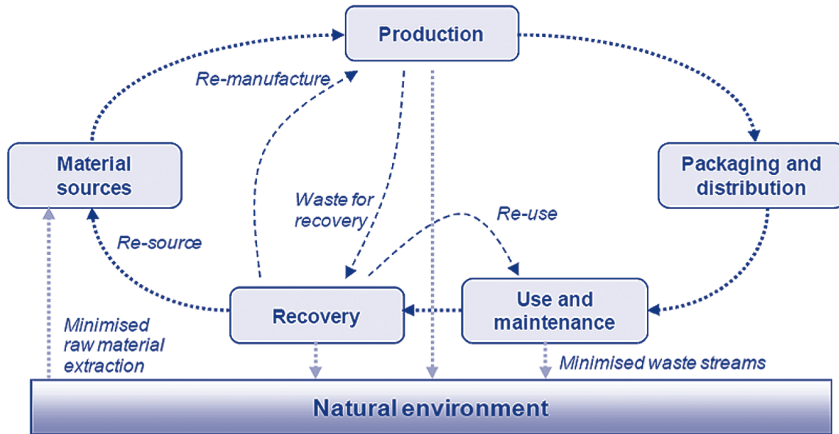 Production
Re-manufacture
Material
sources
Packaging and
distribution
Waste for
recovery
Re-use
Re-source
Recovery
Use and
maintenance
Minimised
raw material
extraction
Minimised waste streams
Natural environment